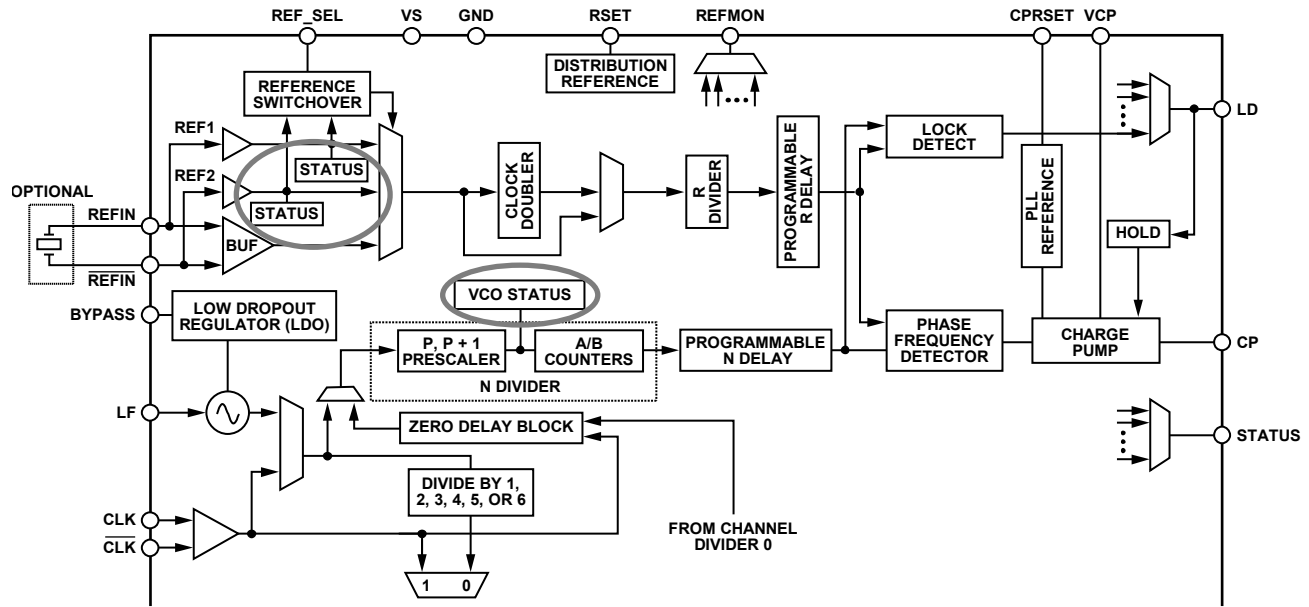 REF_SEL
VS
GND
RSET
REFMON
CPRSET
VCP
DISTRIBUTION
REFERENCE
REFERENCE
SWITCHOVER
REF1
REF2
STATUS
STATUS
BUF
OPTIONAL
REFIN
REFIN
CLOCK
DOUBLER
R
DIVIDER
PROGRAMMABLE
R DELAY
LOCK
DETECT
PLL
REFERENCE
HOLD
LD
BYPASS
LOW DROPOUT
REGULATOR (LDO)
VCO STATUS
P, P + 1
PRESCALER
A/B
COUNTERS
N DIVIDER
PROGRAMMABLE
N DELAY
PHASE
FREQUENCY
DETECTOR
CHARGE
PUMP
CP
LF
ZERO DELAY BLOCK
STATUS
DIVIDE BY 1,
2, 3, 4, 5, OR 6
CLK
CLK
FROM CHANNEL
DIVIDER 0
1 0